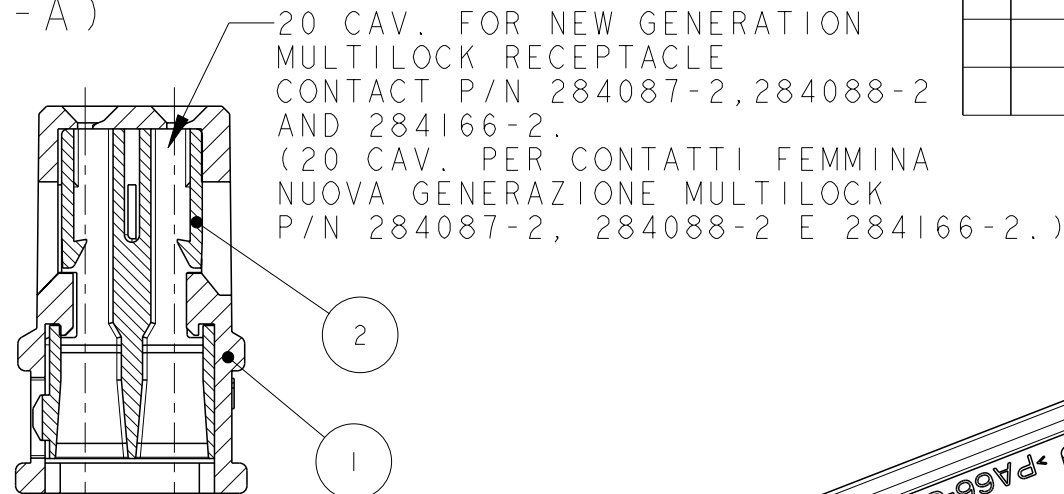 -A)
20 CAV. FOR NEW GENERATION
MULTILOCK RECEPTACLE
CONTACT P/N 284087-2,284088-2
AND 284166-2.
(20 CAV. PER CONTATTI FEMMINA
NUOVA GENERAZIONE MULTILOCK
P/N 284087-2, 284088-2 E 284166-2.)
2
1
>PA66-